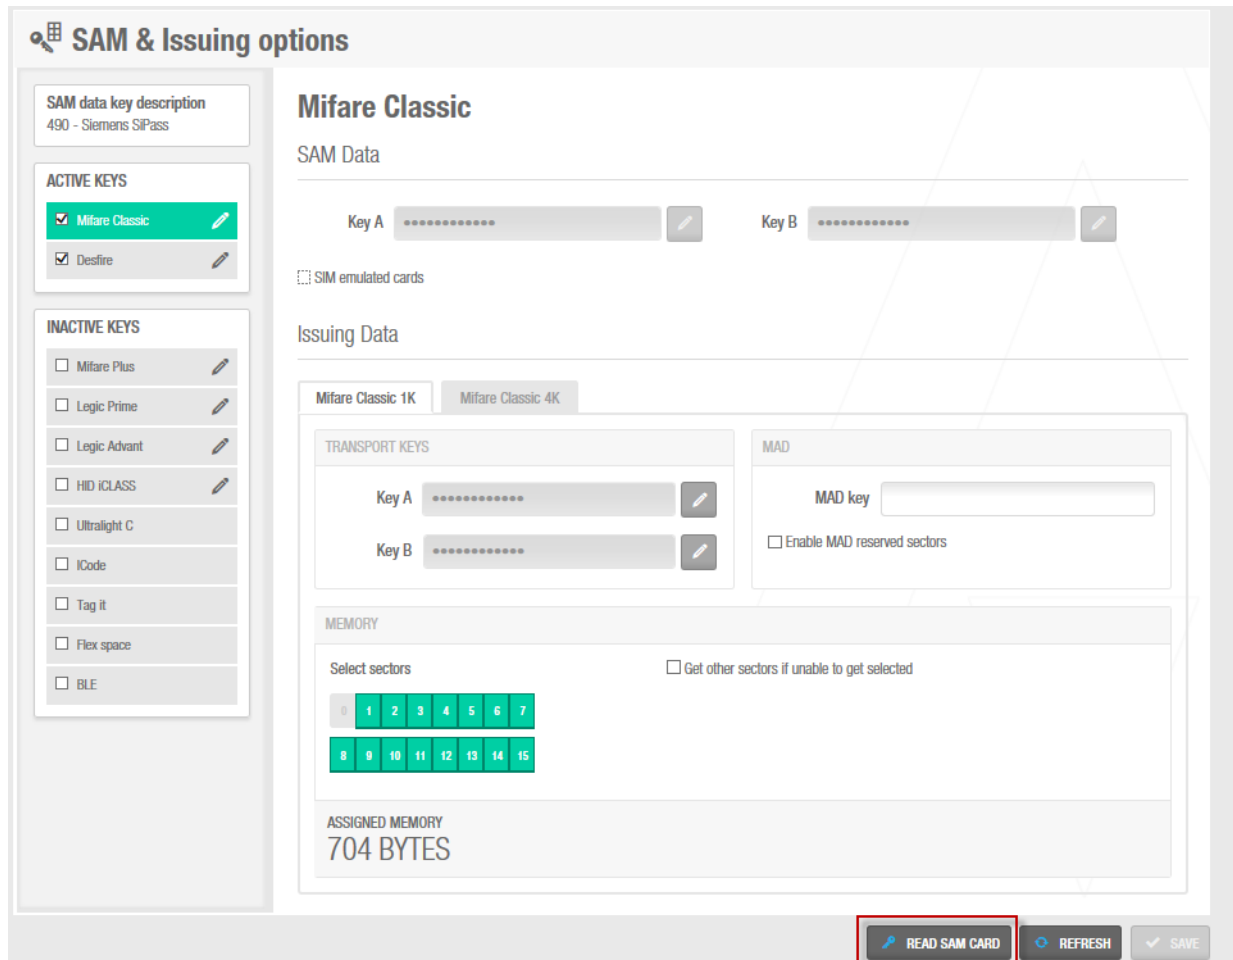 SAM & Issuing options
SAM data key description
490 - Siemens SiPass
ACTIVE KEYS
Mifare Classic
Desfire
INACTIVE KEYS
Mifare Plus
Legic Prime
Legic Advant
HID iCLASS
Ultralight C
ICode
Tag it
Flex space
BLE
Mifare Classic
SAM Data
Key A ••••••••••••
Key B ••••••••••••
SIM emulated cards
Issuing Data
Mifare Classic 1K
Mifare Classic 4K
TRANSPORT KEYS
Key A ••••••••••••
Key B ••••••••••••
MAD
MAD key
Enable MAD reserved sectors
MEMORY
Select sectors
Get other sectors if unable to get selected
0 1 2 3 4 5 6 7
8 9 10 11 12 13 14 15
ASSIGNED MEMORY
704 BYTES
READ SAM CARD
REFRESH
SAVE